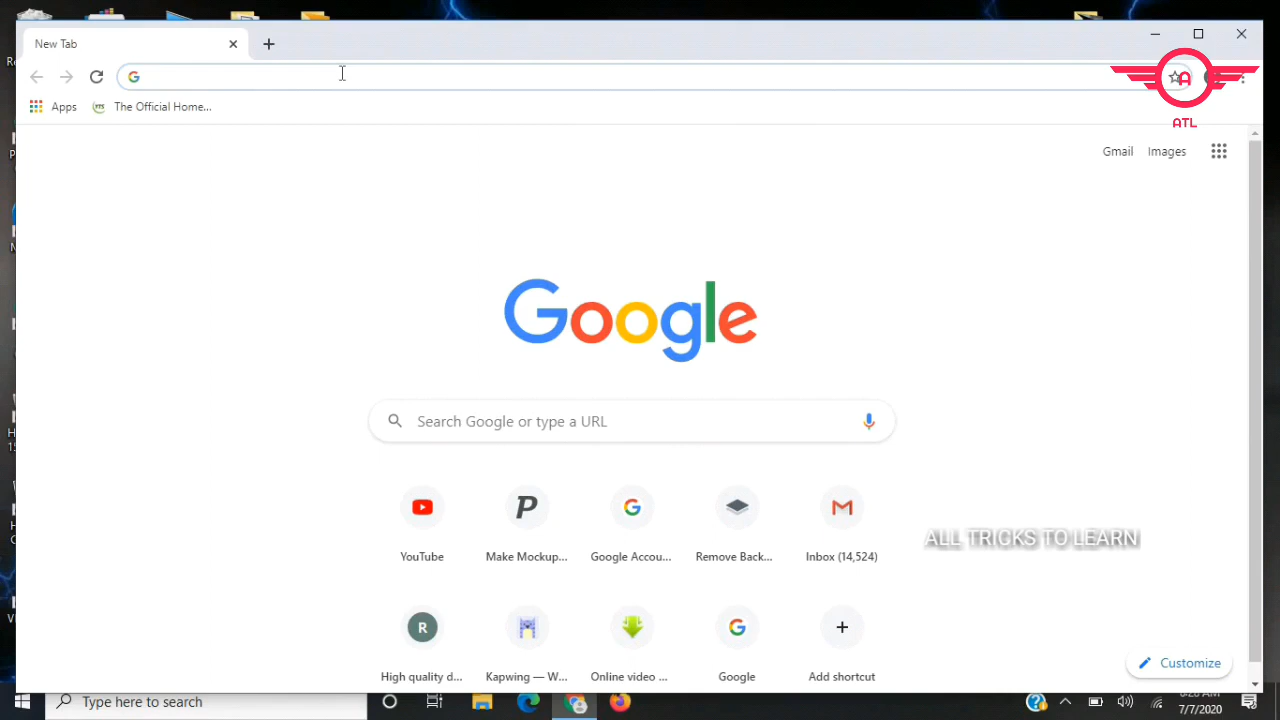 New Tab
Apps
The Official Home...
A
ATL
Gmail
Images
Google
Search Google or type a URL
YouTube
P
Make Mockup...
Google Accou...
Remove Back...
Inbox (14,524)
ALL TRICKS TO LEARN
R
High quality d...
Kapwing — W...
Online video ...
Google
Add shortcut
Customize
Type here to search
7/7/2020